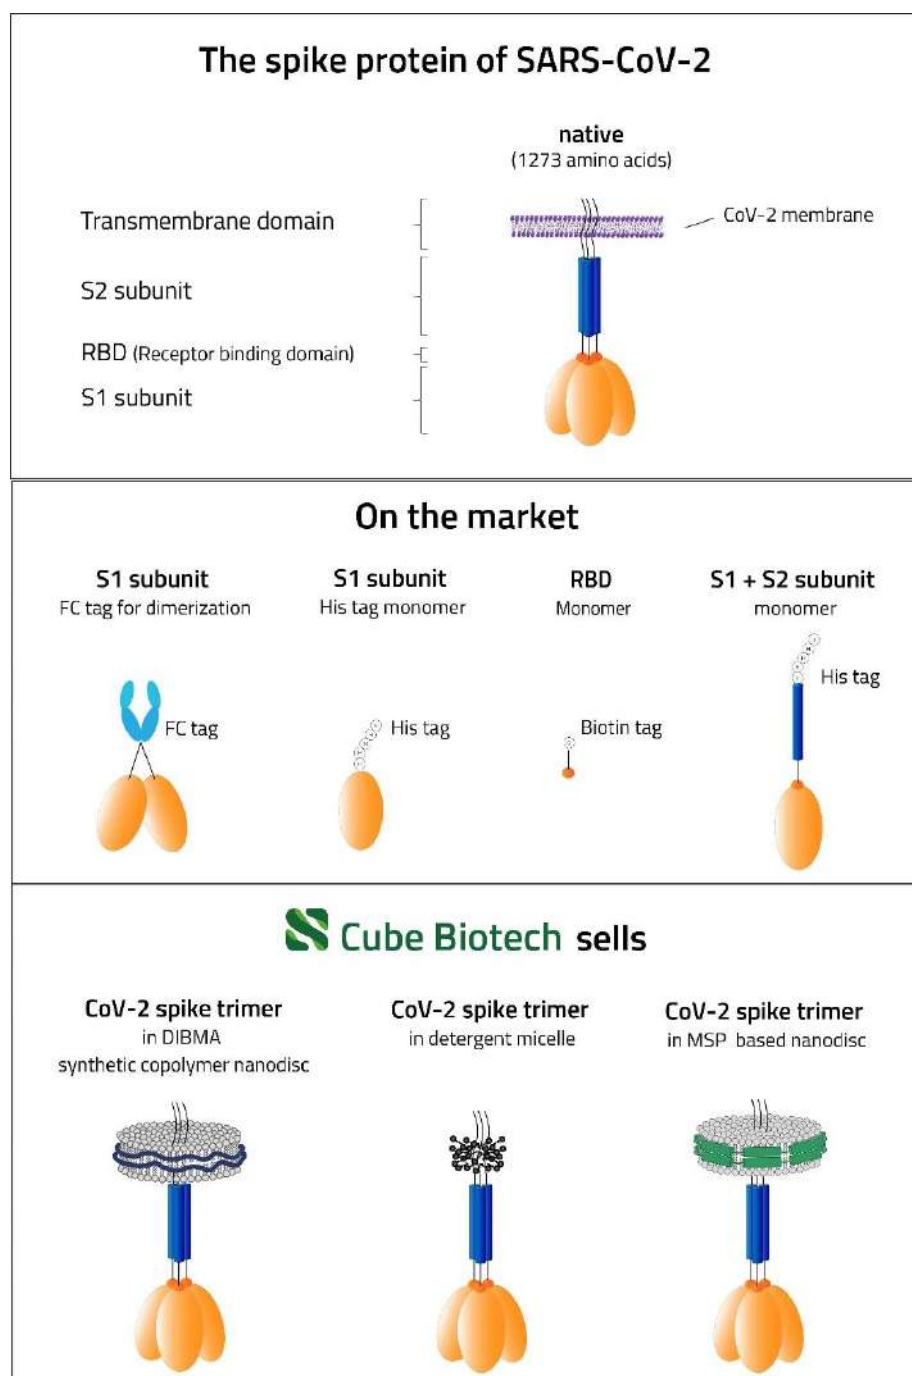 The spike protein of SARS-CoV-2
native
(1273 amino acids)
Transmembrane domain
CoV-2 membrane
S2 subunit
RBD (Receptor binding domain)
S1 subunit
On the market
S1 subunit
FC tag for dimerization
S1 subunit
His tag monomer
RBD
Monomer
S1 + S2 subunit
monomer
FC tag
His tag
Biotin tag
His tag
Cube Biotech sells
CoV-2 spike trimer
in DIBMA
synthetic copolymer nanodisc
CoV-2 spike trimer
in detergent micelle
CoV-2 spike trimer
in MSP based nanodisc